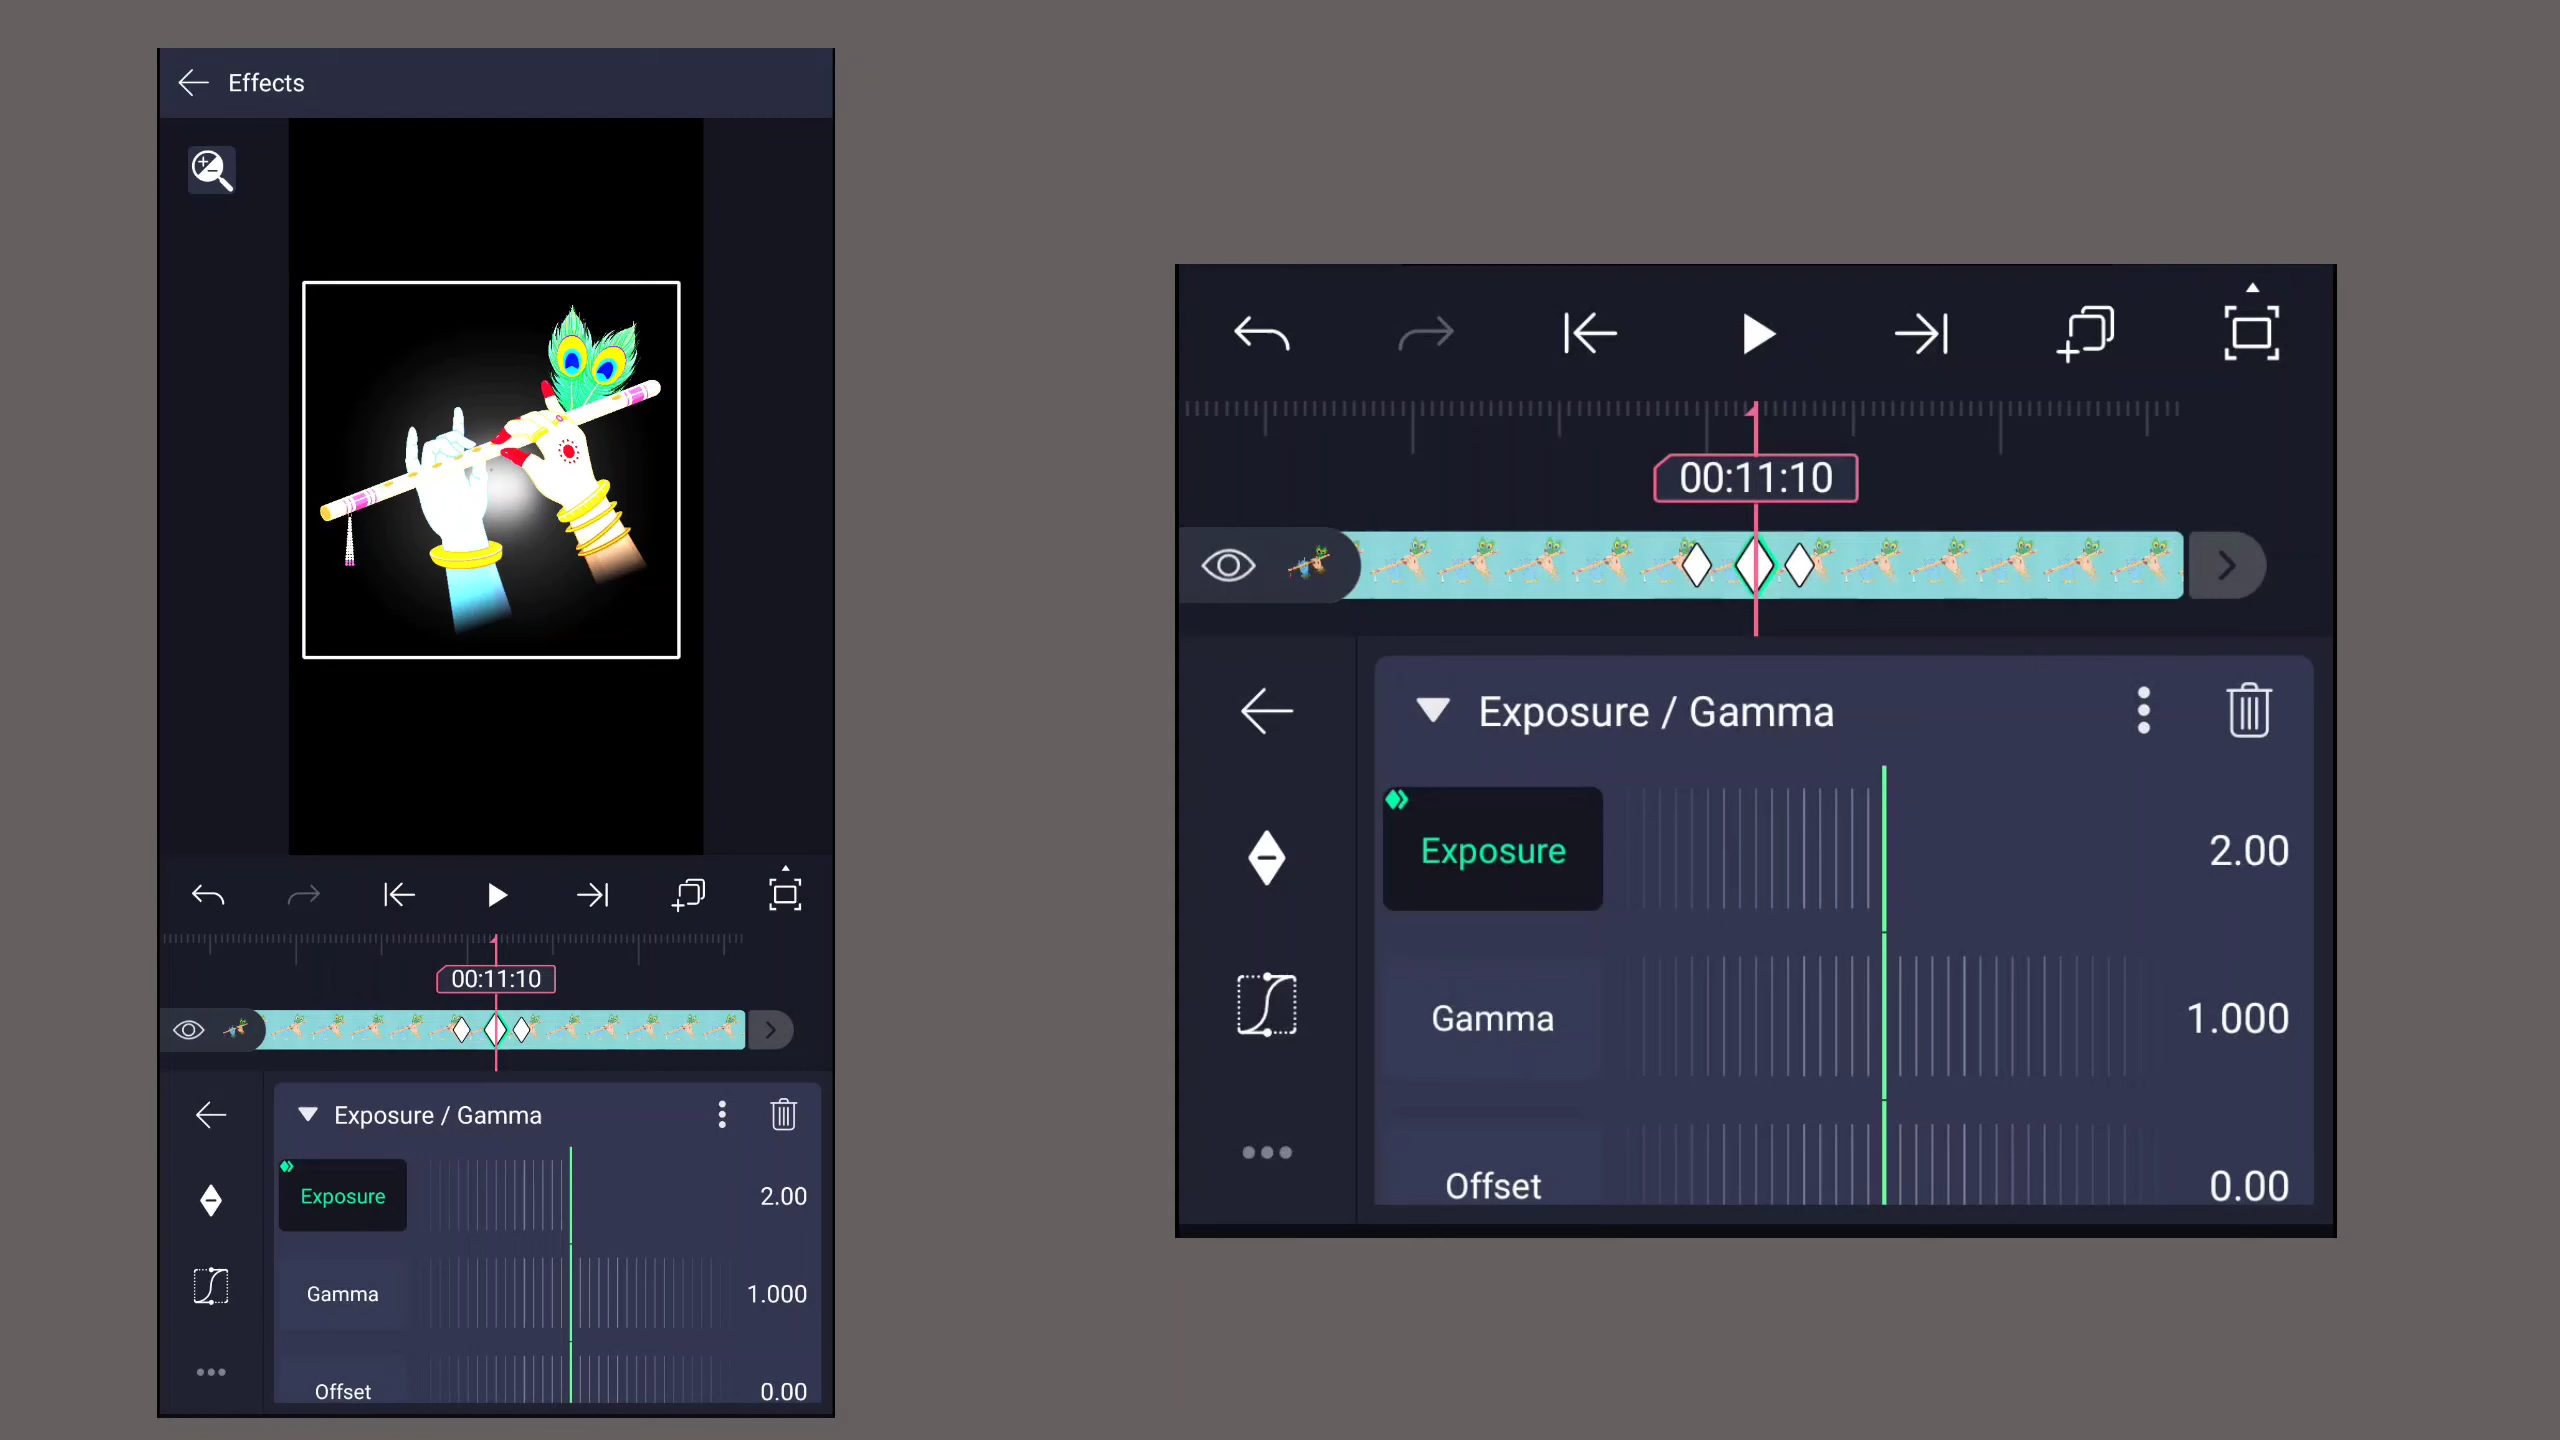 Effects
00:11:10
Exposure / Gamma
Exposure 2.00
Gamma 1.000
Offset 0.00
00:11:10
Exposure / Gamma
Exposure 2.00
Gamma 1.000
Offset 0.00